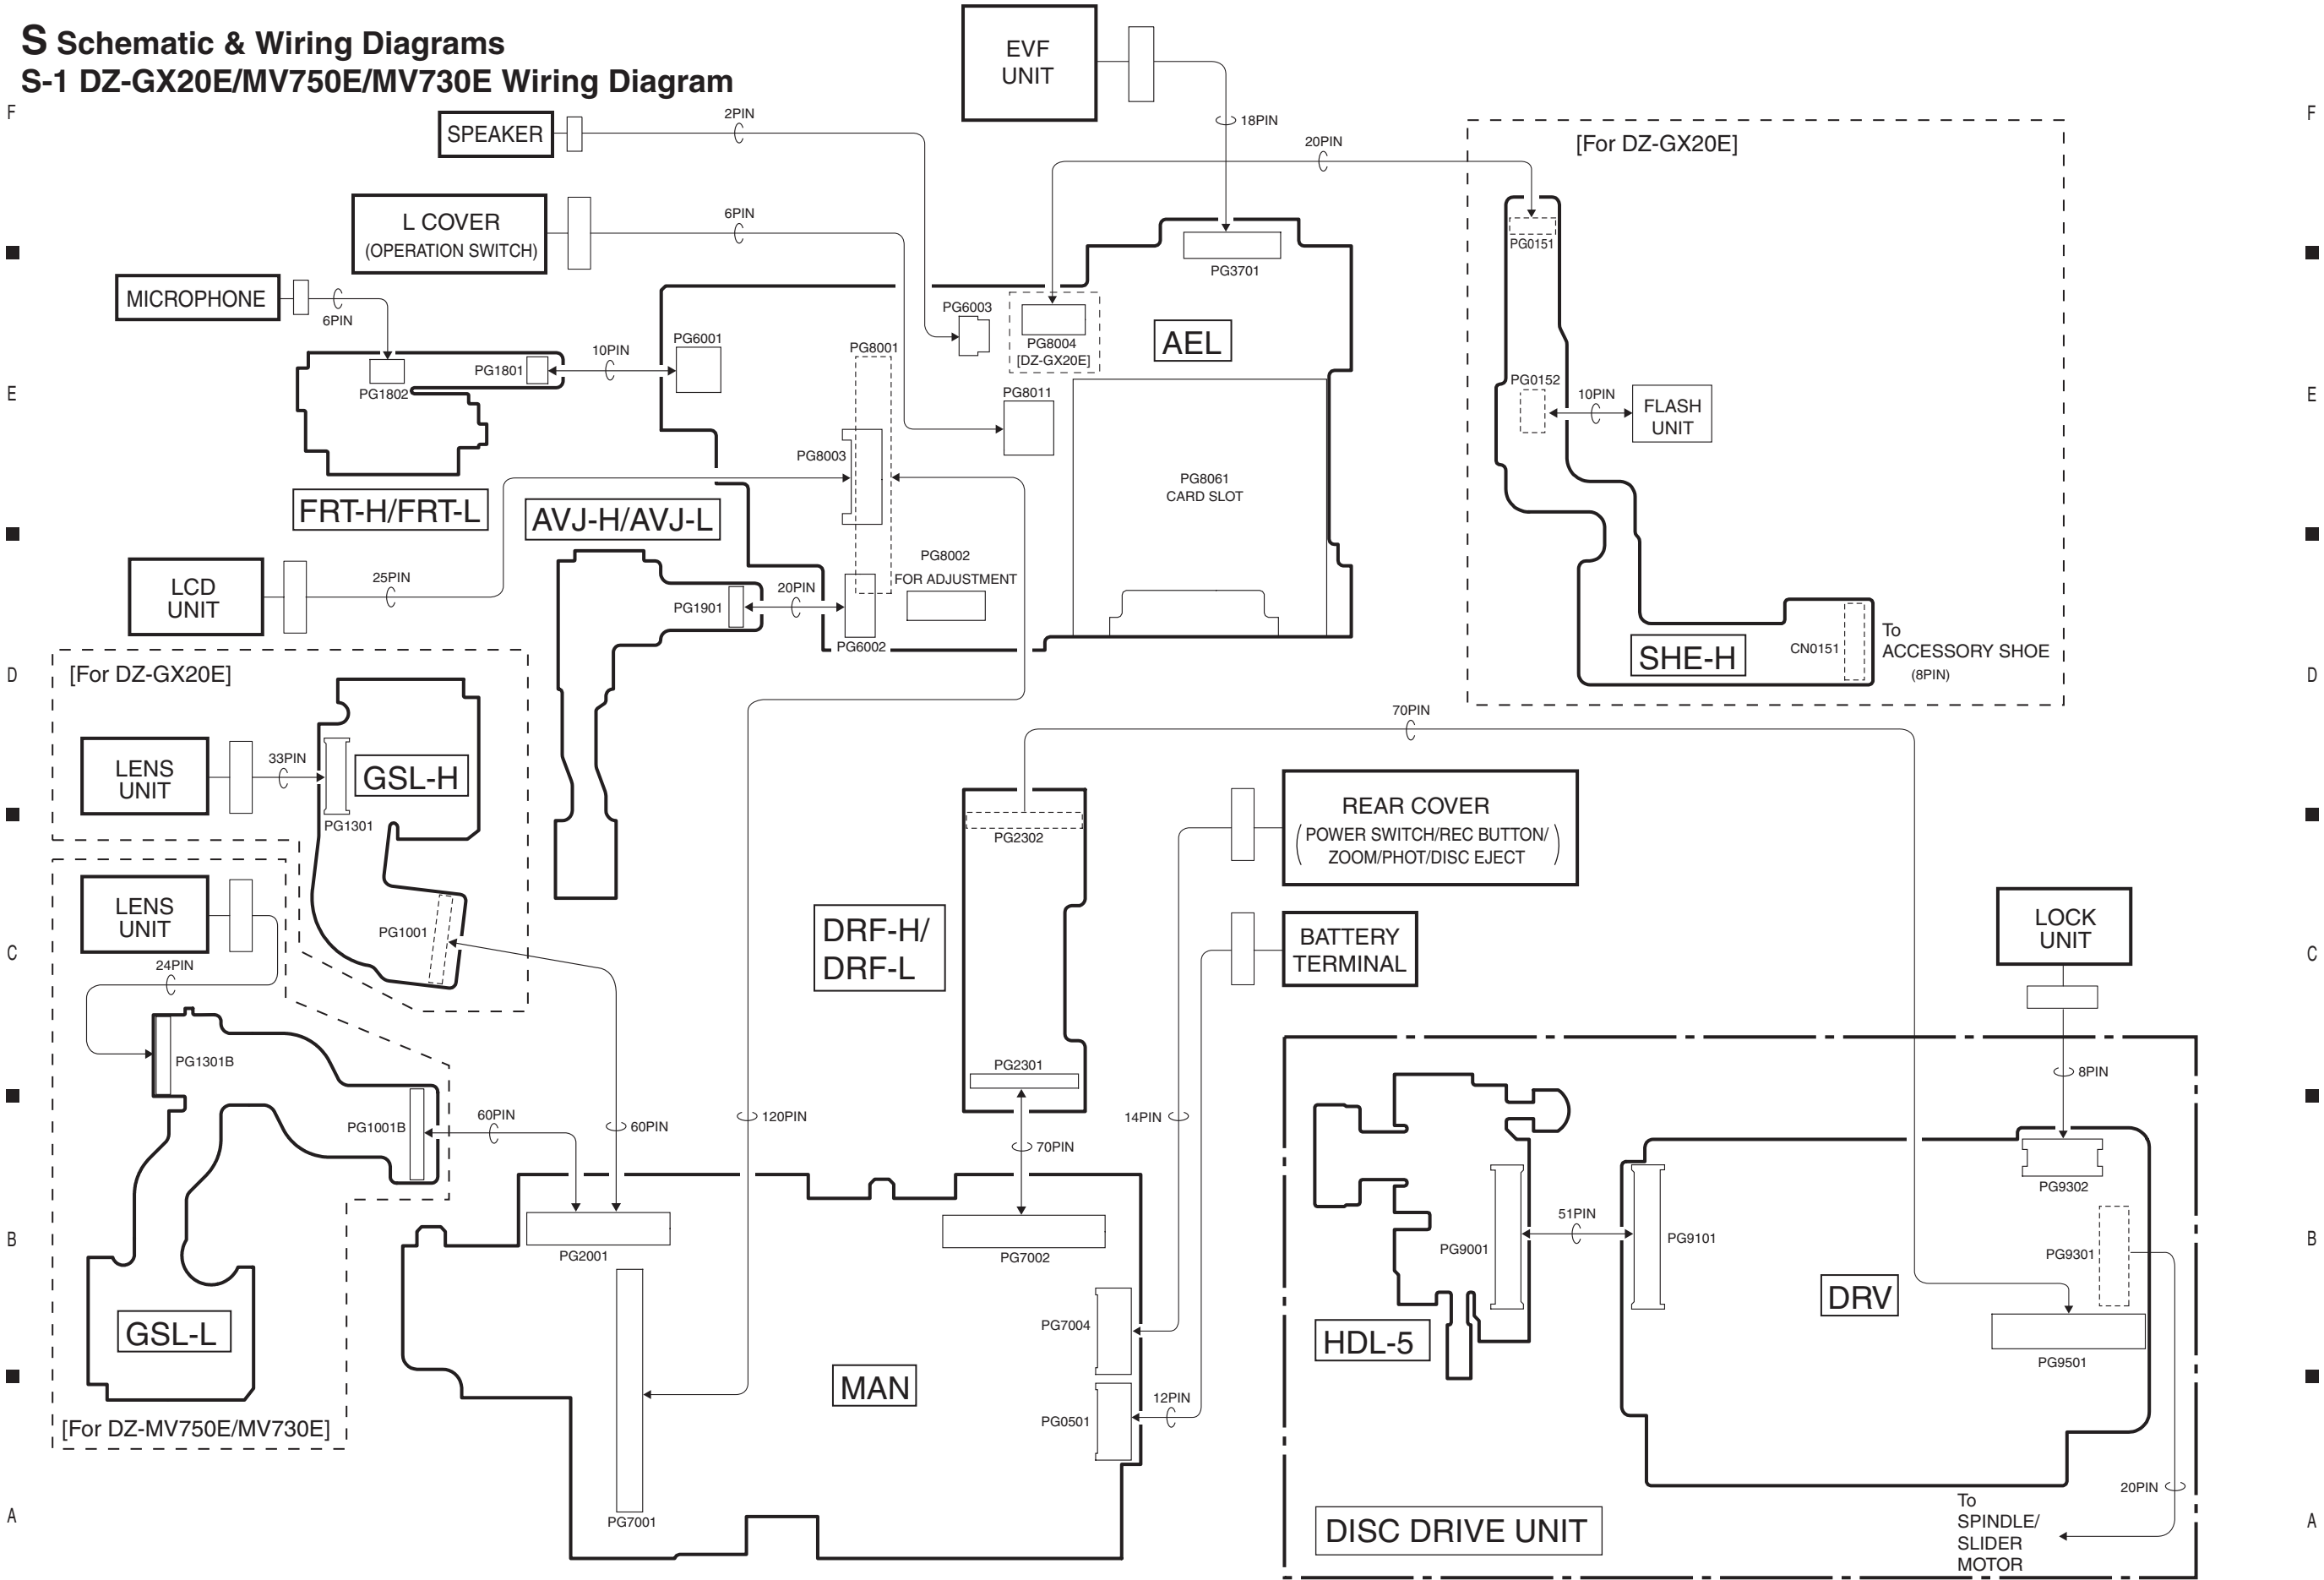 S Schematic & Wiring Diagrams
S-1 DZ-GX20E/MV750E/MV730E Wiring Diagram
F
F
EVF
UNIT
18PIN
SPEAKER
2PIN
20PIN
[For DZ-GX20E]
L COVER
(OPERATION SWITCH)
6PIN
MICROPHONE
6PIN
PG3701
PG0151
PG6003
PG8004
[DZ-GX20E]
AEL
PG6001
PG8001
10PIN
PG1801
PG1802
E
E
PG8011
PG0152
10PIN
FLASH
UNIT
PG8003
PG8061
CARD SLOT
FRT-H/FRT-L
AVJ-H/AVJ-L
PG8002
FOR ADJUSTMENT
LCD
UNIT
25PIN
PG1901
20PIN
PG6002
CN0151
To
ACCESSORY SHOE
(8PIN)
SHE-H
D
D
[For DZ-GX20E]
70PIN
LENS
UNIT
33PIN
GSL-H
PG1301
REAR COVER
(POWER SWITCH/REC BUTTON/
ZOOM/PHOT/DISC EJECT)
PG2302
LENS
UNIT
PG1001
C
C
24PIN
DRF-H/
DRF-L
BATTERY
TERMINAL
LOCK
UNIT
PG1301B
PG2301
8PIN
PG1001B
60PIN
60PIN
120PIN
70PIN
14PIN
PG9302
B
B
PG2001
PG7002
PG9001
51PIN
PG9101
PG9301
DRV
GSL-L
PG7004
HDL-5
PG9501
MAN
12PIN
PG0501
[For DZ-MV750E/MV730E]
20PIN
A
A
PG7001
DISC DRIVE UNIT
To
SPINDLE/
SLIDER
MOTOR